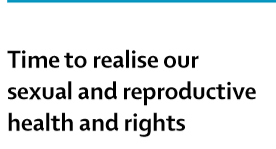 Time to realise our
sexual and reproductive
health and rights